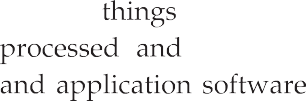 things
processed and
and application software